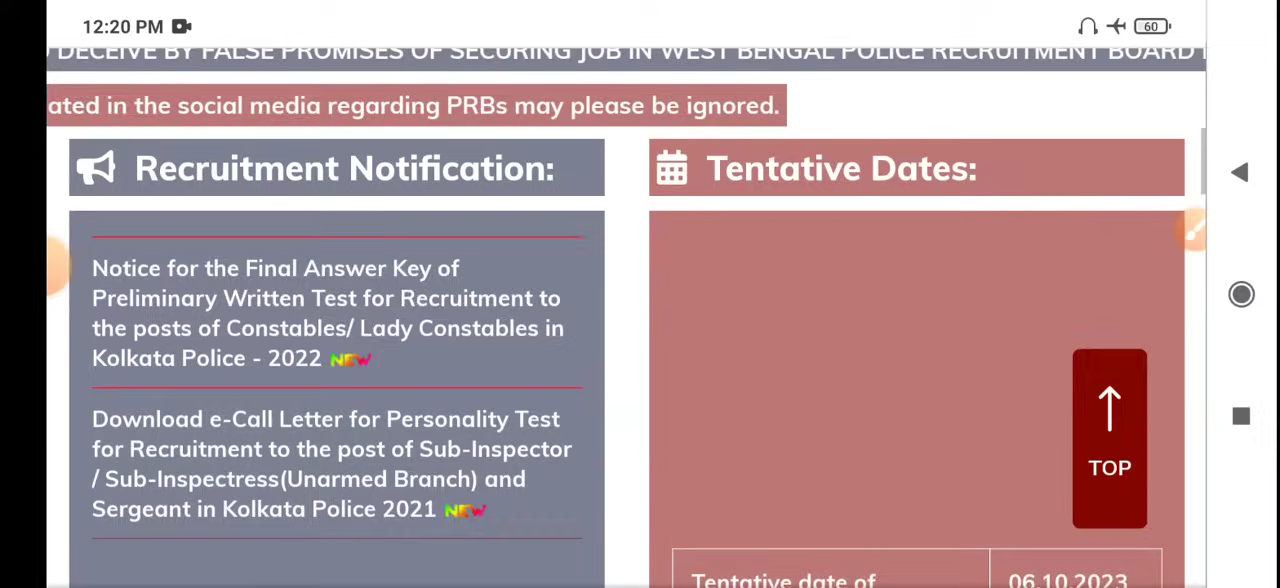 12:20 PM
60
DECEIVE BY FALSE PROMISES OF SECURING JOB IN WEST BENGAL POLICE RECRUITMENT BOARD
ated in the social media regarding PRBs may please be ignored.
Recruitment Notification:
Notice for the Final Answer Key of
Preliminary Written Test for Recruitment to
the posts of Constables/ Lady Constables in
Kolkata Police - 2022 NEW
Download e-Call Letter for Personality Test
for Recruitment to the post of Sub-Inspector
/ Sub-Inspectress(Unarmed Branch) and
Sergeant in Kolkata Police 2021 NEW
Tentative Dates:
TOP
Tentative date of
06.10.2023